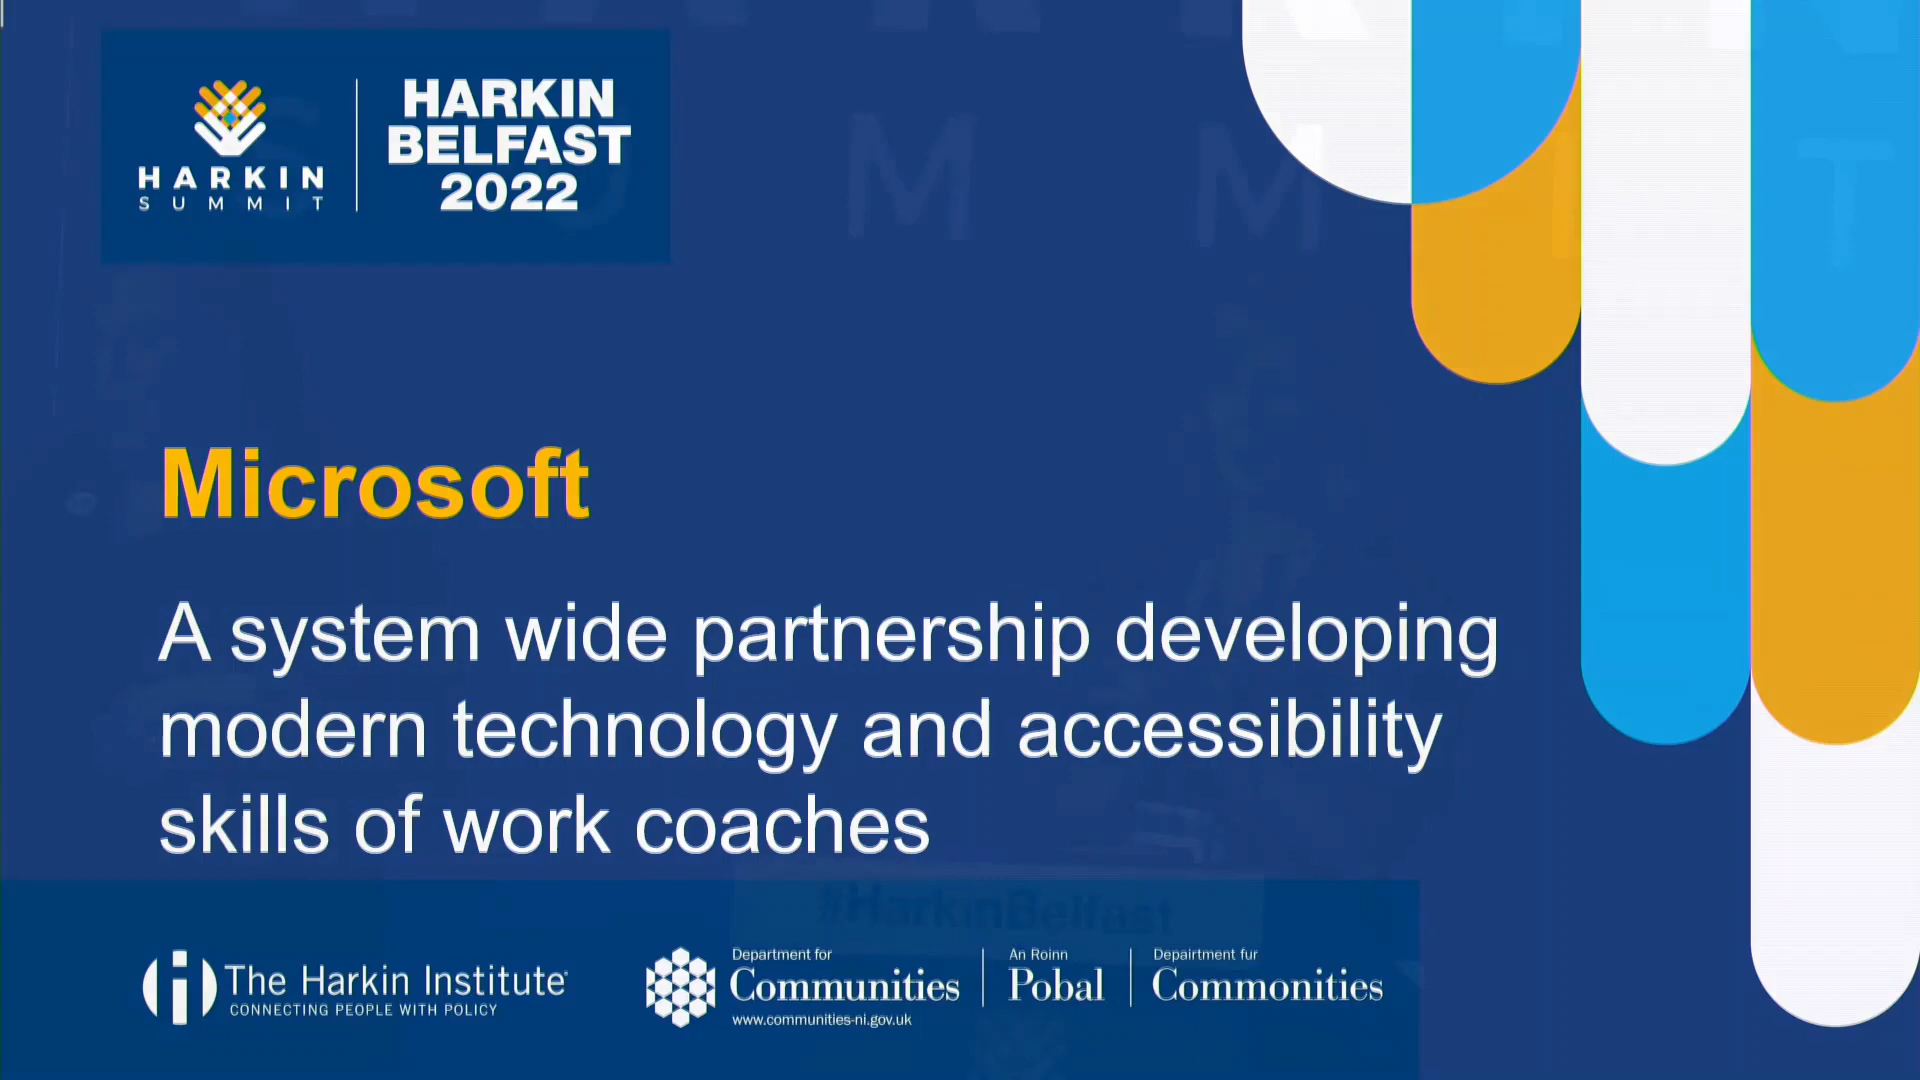 HARKIN
SUMMIT
HARKIN
BELFAST
2022
Microsoft
A system wide partnership developing
modern technology and accessibility
skills of work coaches
#HarkinBelfast
The Harkin Institute
CONNECTING PEOPLE WITH POLICY
Department for
Communities
www.communities-ni.gov.uk
An Roinn
Pobal
Depairtment fur
Commonities